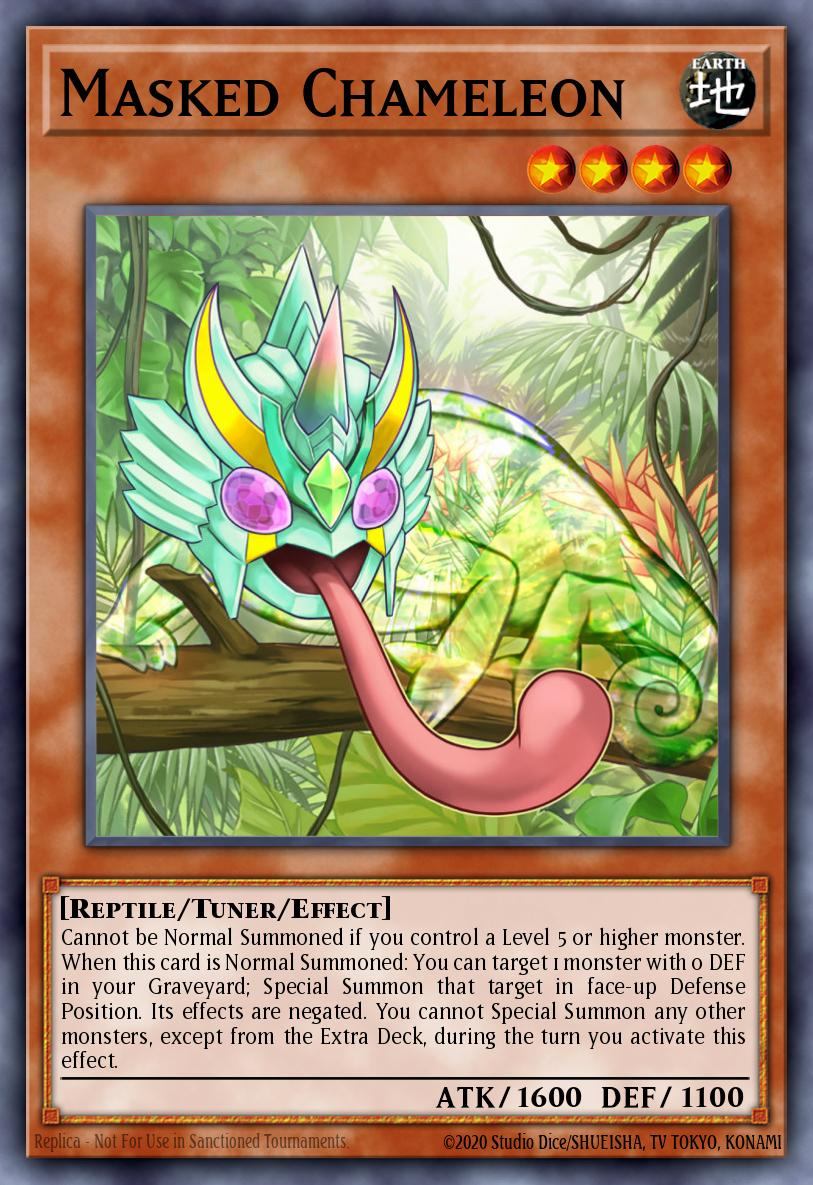 Masked Chameleon
EARTH
地
[Reptile/Tuner/Effect]
Cannot be Normal Summoned if you control a Level 5 or higher monster.
When this card is Normal Summoned: You can target 1 monster with 0 DEF
in your Graveyard; Special Summon that target in face-up Defense
Position. Its effects are negated. You cannot Special Summon any other
monsters, except from the Extra Deck, during the turn you activate this
effect.
ATK/1600 DEF/1100
Replica - Not For Use in Sanctioned Tournaments.
©2020 Studio Dice/SHUEISHA, TV TOKYO, KONAMI